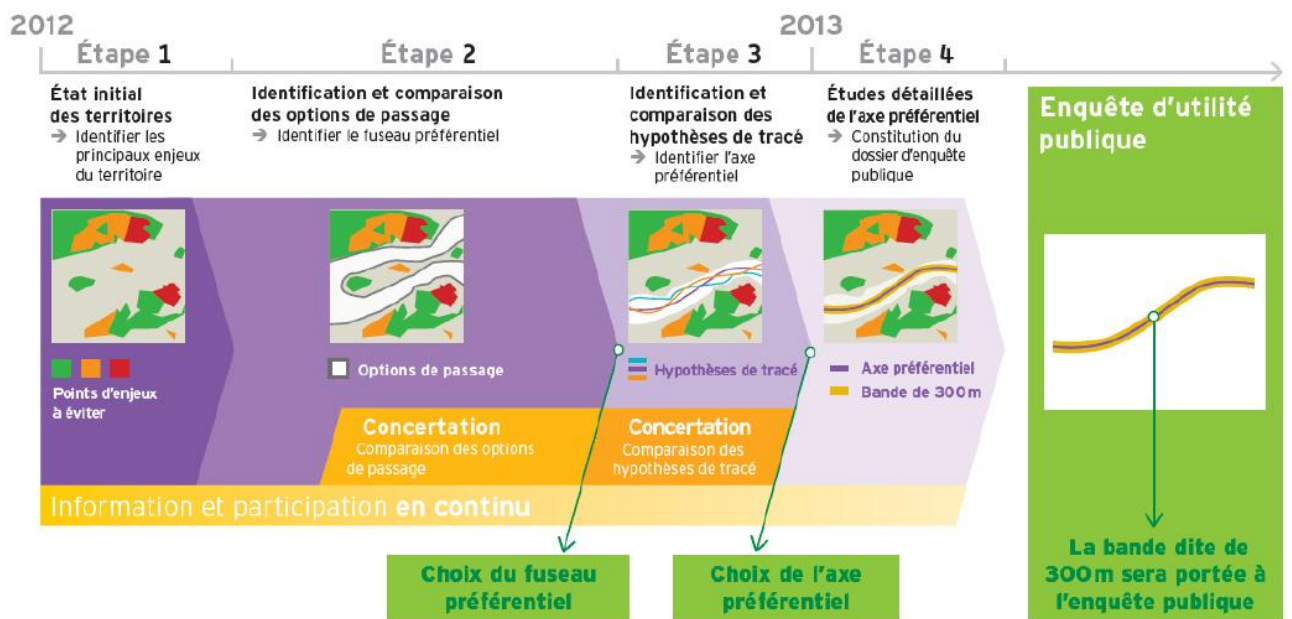 2012
2013
Étape 1
Étape 2
Étape 3
Étape 4
État initial
des territoires
→ Identifier les
principaux enjeux
du territoire
Identification et comparaison
des options de passage
→ Identifier le fuseau préférentiel
Identification et
comparaison des
hypothèses de tracé
→ Identifier l'axe
préférentiel
Études détaillées
de l'axe préférentiel
→ Constitution du
dossier d'enquête
publique
Enquête d'utilité
publique
Points d'enjeux
à éviter
Options de passage
Hypothèses de tracé
Axe préférentiel
Bande de 300m
Concertation
Comparaison des options
de passage
Concertation
Comparaison des
hypothèses de tracé
Information et participation en continu
Choix du fuseau
préférentiel
Choix de l'axe
préférentiel
La bande dite de
300m sera portée à
l'enquête publique